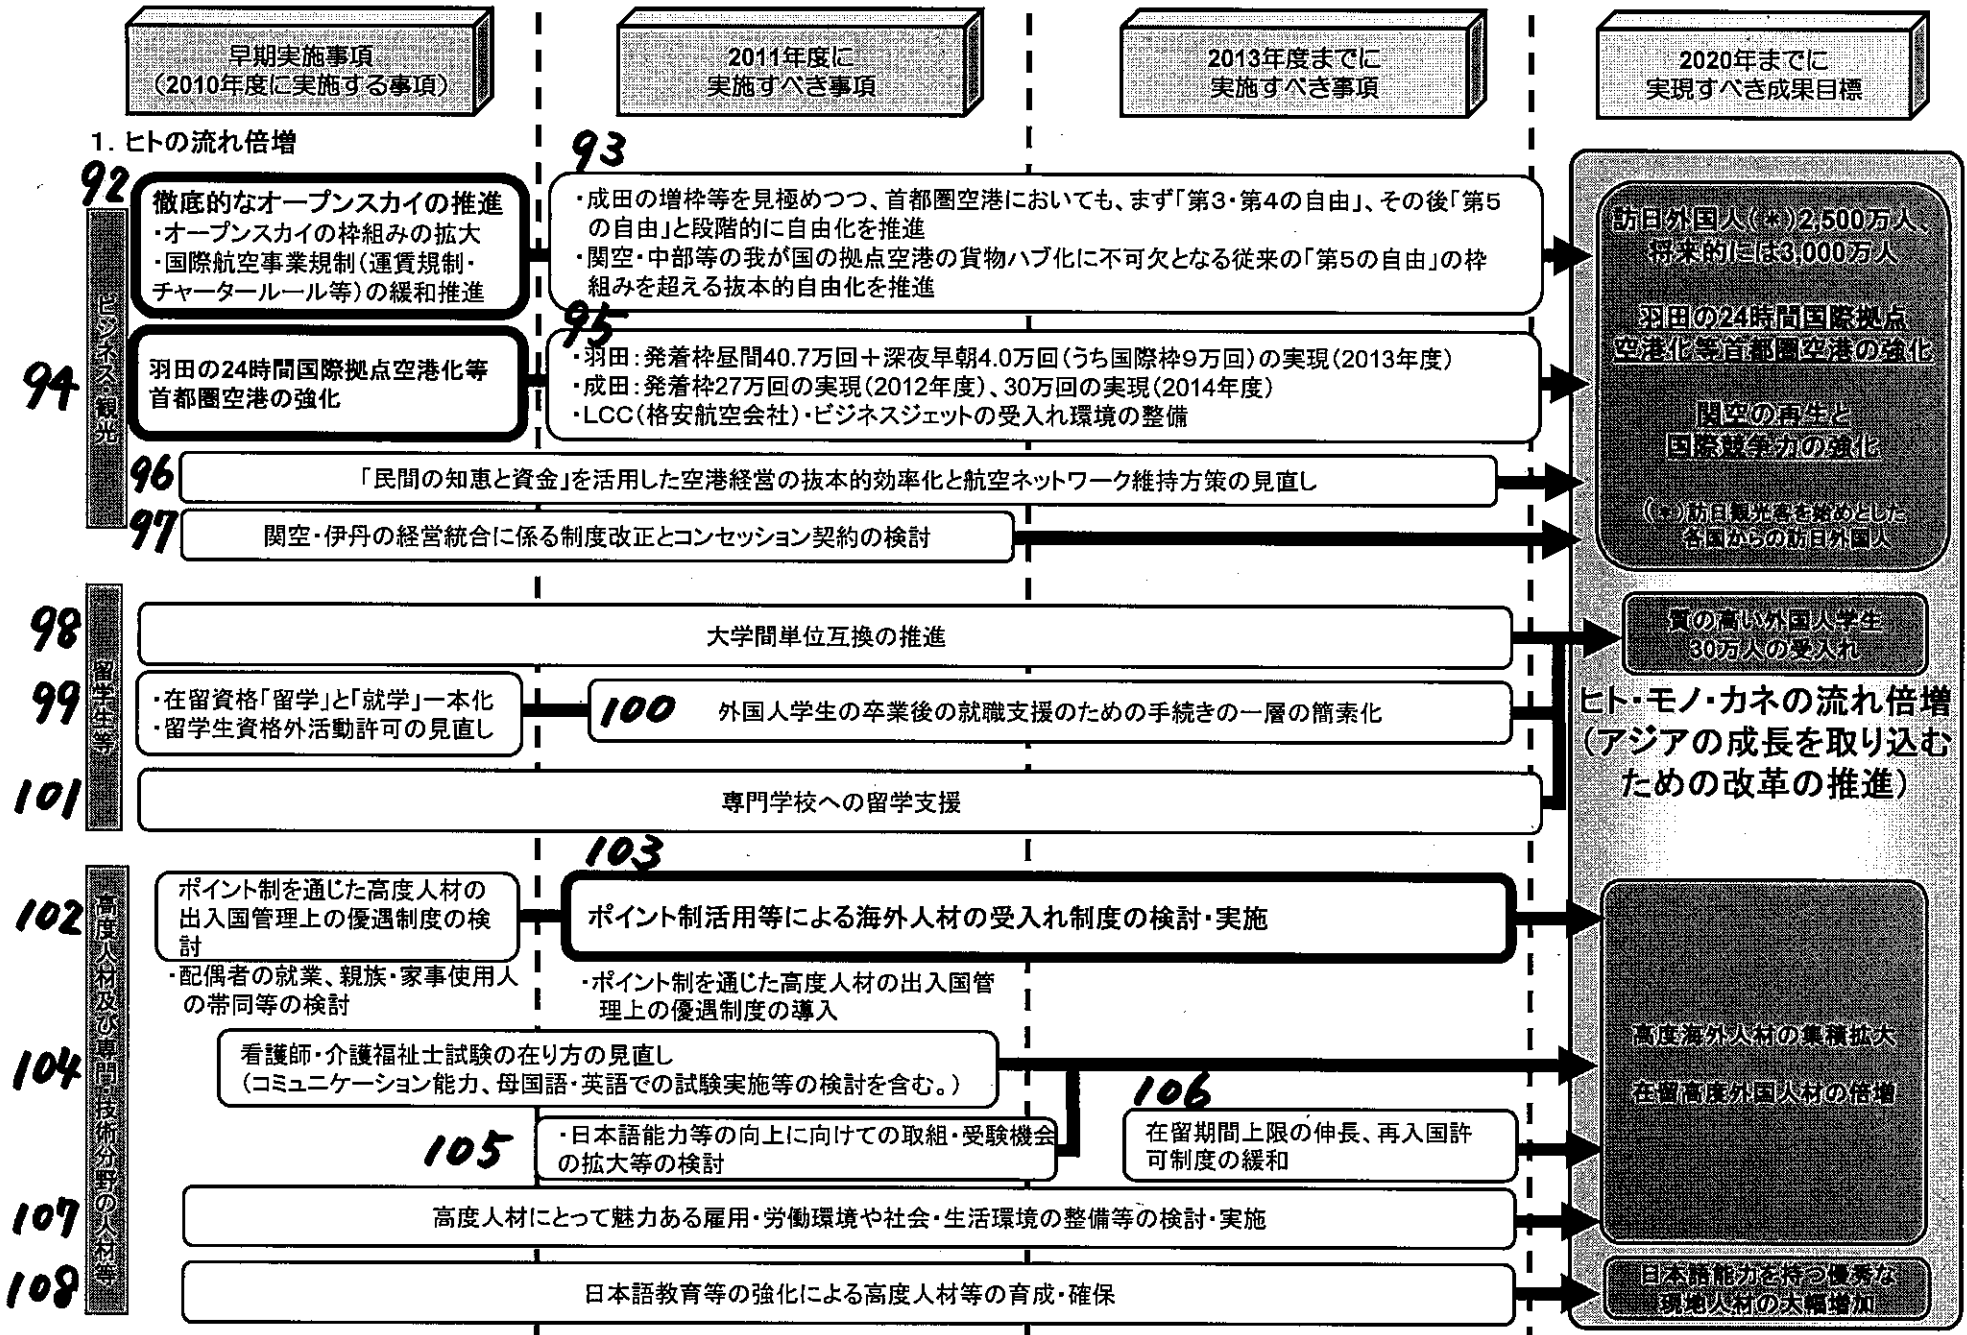 早期実施事項
（2010年度に実施する事項）
2011年度に
実施すべき事項
2013年度までに
実施すべき事項
2020年までに
実現すべき成果目標
1. ヒトの流れ倍増
ビジネス・観光
92
徹底的なオープンスカイの推進
・オープンスカイの枠組みの拡大
・国際航空事業規制（運賃規制・
チャータールール等）の緩和推進
93
・成田の増枠等を見極めつつ、首都圏空港においても、まず「第3・第4の自由」、その後「第5
の自由」と段階的に自由化を推進
・関空・中部等の我が国の拠点空港の貨物ハブ化に不可欠となる従来の「第5の自由」の枠
組みを超える抜本的自由化を推進
94
羽田の24時間国際拠点空港化等
首都圏空港の強化
95
・羽田：発着枠昼間40.7万回＋深夜早朝4.0万回（うち国際枠9万回）の実現（2013年度）
・成田：発着枠27万回の実現（2012年度）、30万回の実現（2014年度）
・LCC（格安航空会社）・ビジネスジェットの受入れ環境の整備
96
「民間の知恵と資金」を活用した空港経営の抜本的効率化と航空ネットワーク維持方策の見直し
97
関空・伊丹の経営統合に係る制度改正とコンセッション契約の検討
訪日外国人（*）2,500万人、
将来的には3,000万人
羽田の24時間国際拠点
空港化等首都圏空港の強化
関空の再生と
国際競争力の強化
（*）訪日観光客を始めとした
各国からの訪日外国人
留学生等
98
大学間単位互換の推進
99
・在留資格「留学」と「就学」一本化
・留学生資格外活動許可の見直し
100
外国人学生の卒業後の就職支援のための手続きの一層の簡素化
101
専門学校への留学支援
質の高い外国人学生
30万人の受入れ
ヒト・モノ・カネの流れ倍増
（アジアの成長を取り込む
ための改革の推進）
高度人材及び専門・技術分野の人材等
102
ポイント制を通じた高度人材の
出入国管理上の優遇制度の検
討
・配偶者の就業、親族・家事使用人
の帯同等の検討
103
ポイント制活用等による海外人材の受入れ制度の検討・実施
・ポイント制を通じた高度人材の出入国管
理上の優遇制度の導入
104
看護師・介護福祉士試験の在り方の見直し
（コミュニケーション能力、母国語・英語での試験実施等の検討を含む。）
105
・日本語能力等の向上に向けての取組・受験機会
の拡大等の検討
106
在留期間上限の伸長、再入国許
可制度の緩和
107
高度人材にとって魅力ある雇用・労働環境や社会・生活環境の整備等の検討・実施
108
日本語教育等の強化による高度人材等の育成・確保
高度海外人材の集積拡大
在留高度外国人材の倍増
日本語能力を持つ優秀な
現地人材の大幅増加